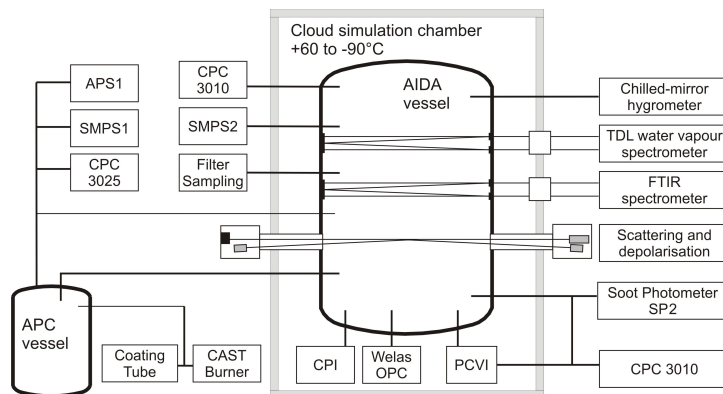 Cloud simulation chamber
+60 to -90°C
AIDA
vessel
APS1
SMPS1
CPC
3025
CPC
3010
SMPS2
Filter
Sampling
Chilled-mirror
hygrometer
TDL water vapour
spectrometer
FTIR
spectrometer
Scattering and
depolarisation
Soot Photometer
SP2
CPC 3010
APC
vessel
Coating
Tube
CAST
Burner
CPI
Welas
OPC
PCVI